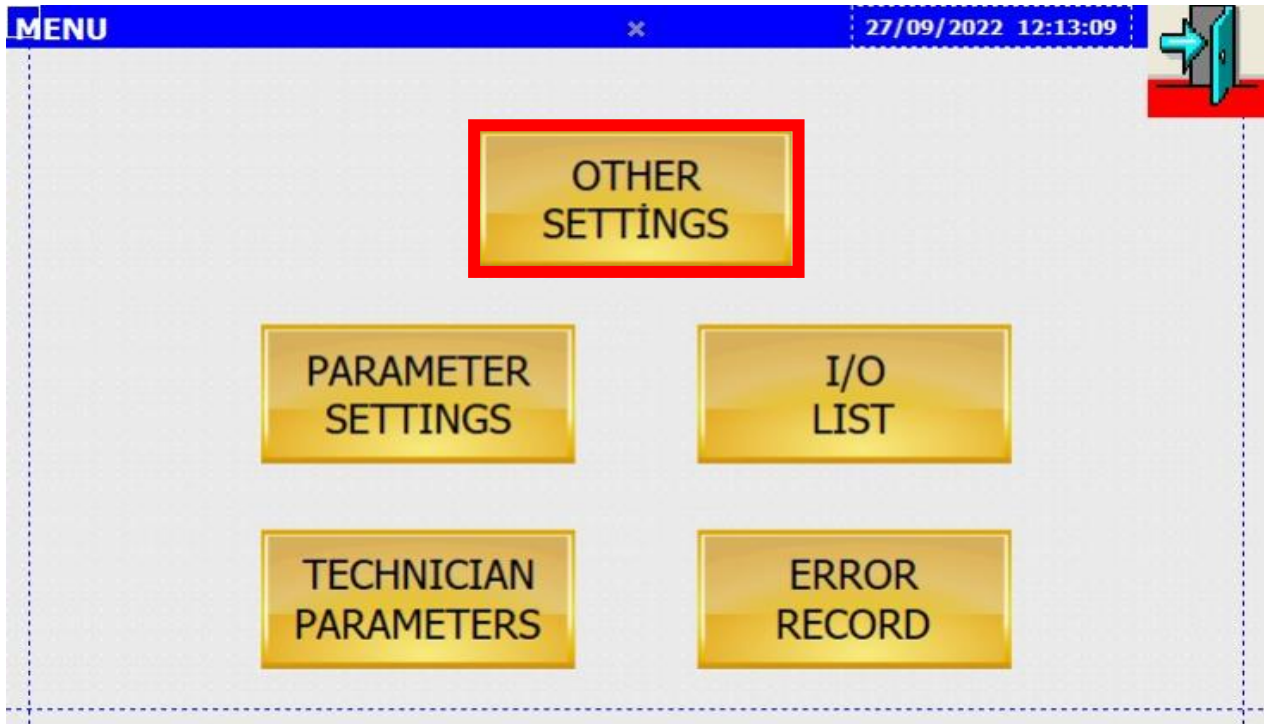 MENU
27/09/2022 12:13:09
OTHER
SETTİNGS
PARAMETER
SETTINGS
I/O
LIST
TECHNICIAN
PARAMETERS
ERROR
RECORD